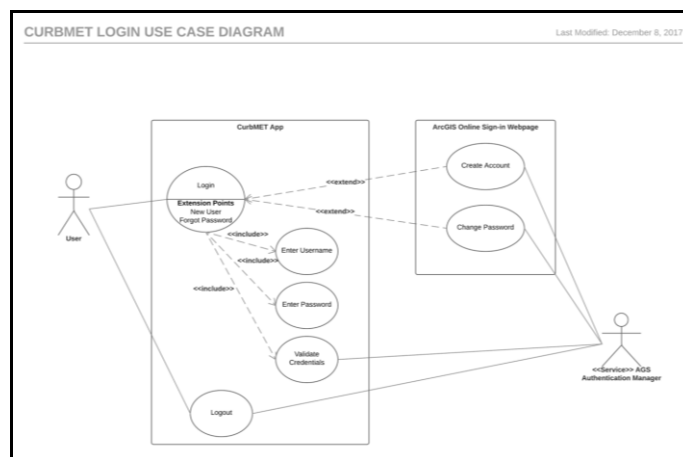 CURBMET LOGIN USE CASE DIAGRAM
Last Modified: December 8, 2017
CurbMET App
ArcGIS Online Sign-in Webpage
Login
Extension Points
New User
Forgot Password
Create Account
<<extend>>
Change Password
<<extend>>
User
<<include>>
Enter Username
<<include>>
<<include>>
Enter Password
Validate
Credentials
Logout
<<Service>> AGS
Authentication Manager